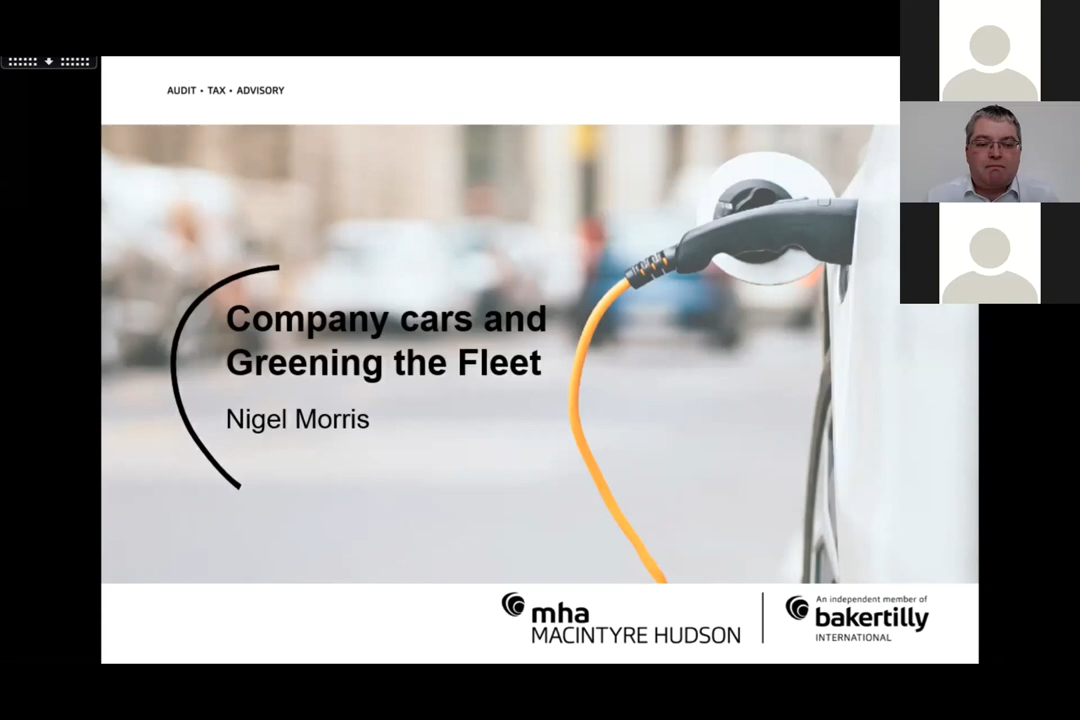 AUDIT • TAX • ADVISORY
Company cars and
Greening the Fleet
Nigel Morris
mha
MACINTYRE HUDSON
An independent member of
bakertilly
INTERNATIONAL